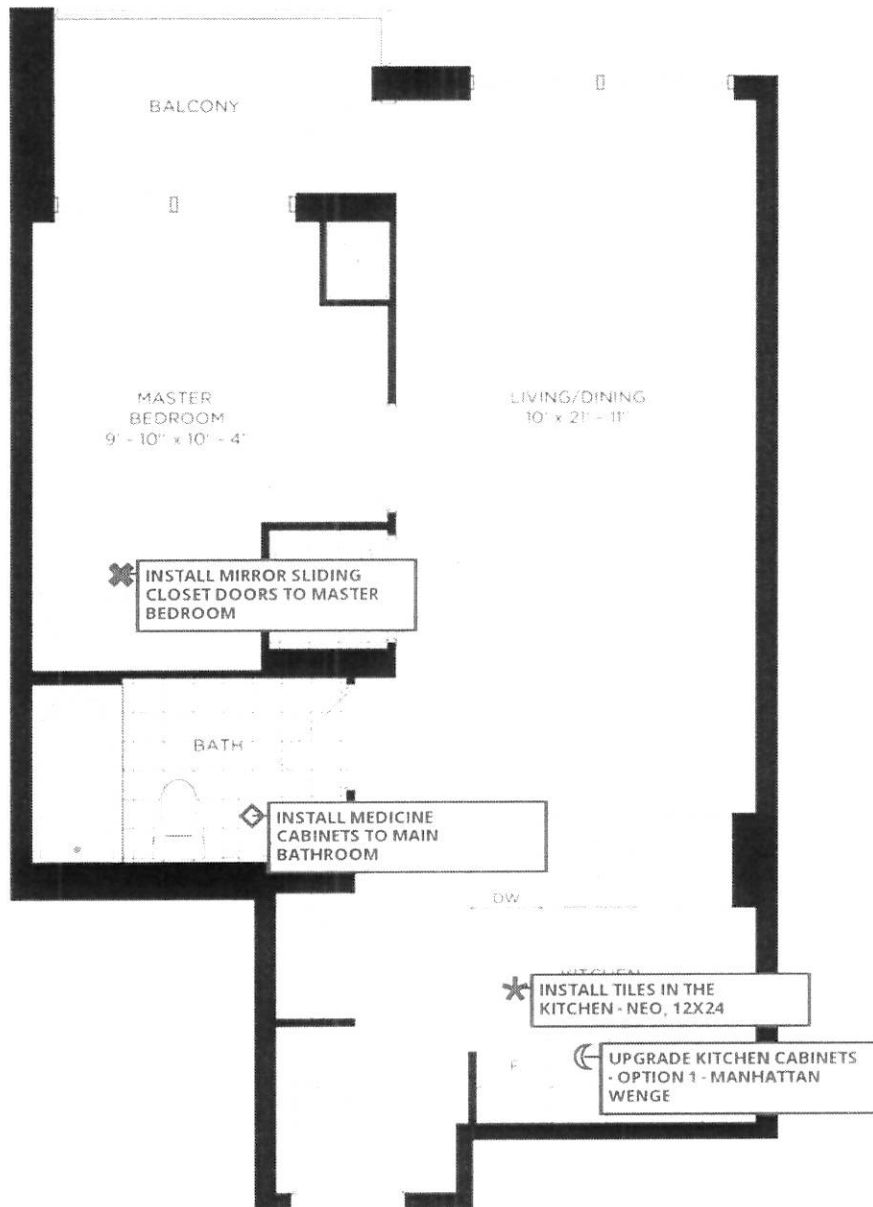 BALCONY
MASTER
BEDROOM
9' - 10" x 10' - 4"
LIVING/DINING
10' x 21' - 11"
INSTALL MIRROR SLIDING
CLOSET DOORS TO MASTER
BEDROOM
BATH
INSTALL MEDICINE
CABINETS TO MAIN
BATHROOM
DW
KITCHEN
INSTALL TILES IN THE
KITCHEN - NEO, 12X24
F
UPGRADE KITCHEN CABINETS
- OPTION 1 - MANHATTAN
WENGE